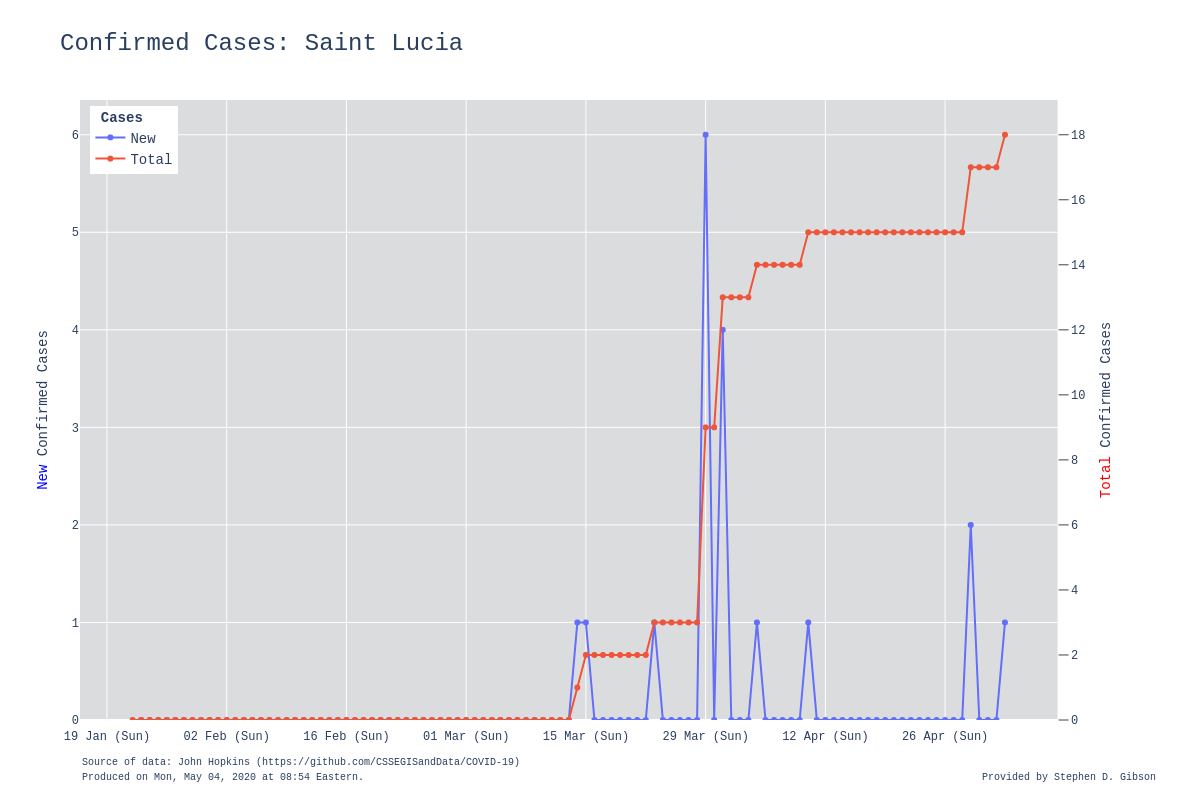 Confirmed Cases: Saint Lucia
Cases
New
Total
6
5
4
3
2
1
0
New Confirmed Cases
18
16
14
12
10
8
6
4
2
0
Total Confirmed Cases
19 Jan (Sun) 02 Feb (Sun) 16 Feb (Sun) 01 Mar (Sun) 15 Mar (Sun) 29 Mar (Sun) 12 Apr (Sun) 26 Apr (Sun)
Source of data: John Hopkins (https://github.com/CSSEGISandData/COVID-19)
Produced on Mon, May 04, 2020 at 08:54 Eastern.
Provided by Stephen D. Gibson